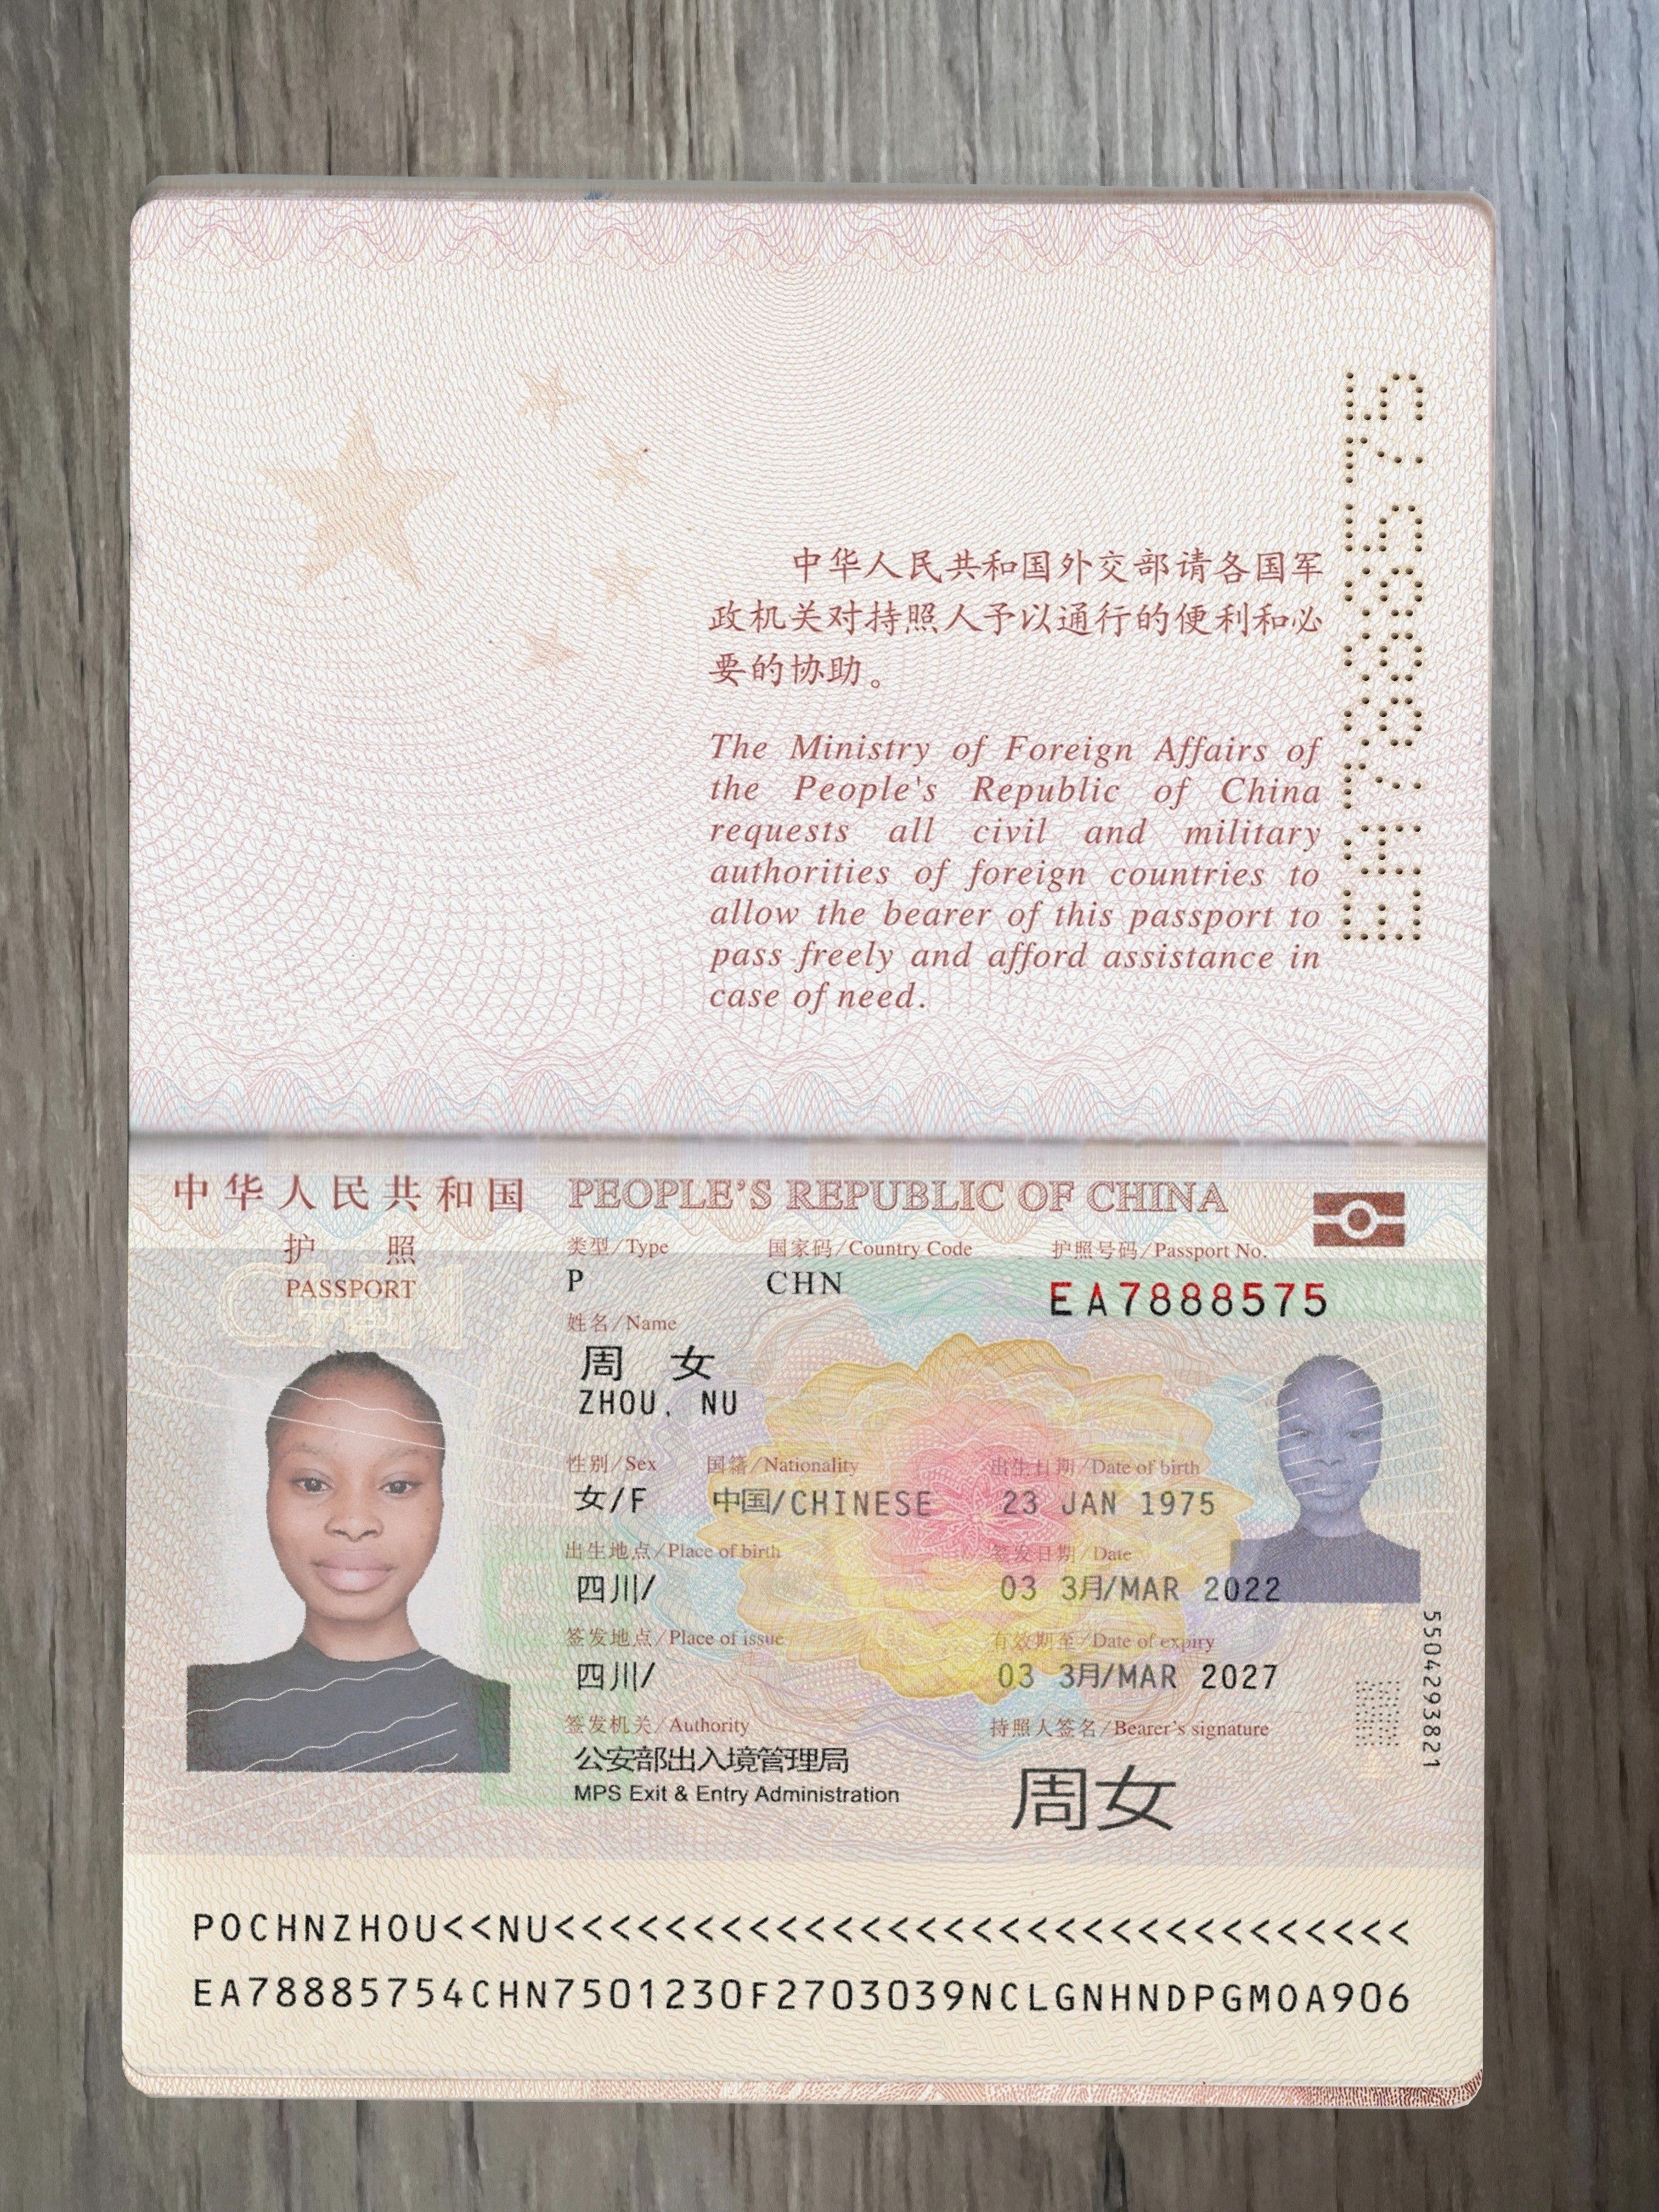 中华人民共和国外交部请各国军
政机关对持照人予以通行的便利和必
要的协助。
The Ministry of Foreign Affairs of
the People's Republic of China
requests all civil and military
authorities of foreign countries to
allow the bearer of this passport to
pass freely and afford assistance in
case of need.
EA7888575
中华人民共和国 PEOPLE'S REPUBLIC OF CHINA
护 照 类型/Type 国家码/Country Code 护照号码/Passport No.
PASSPORT P CHN EA7888575
姓名/Name
周 女
ZHOU, NU
性别/Sex 国籍/Nationality 出生日期/Date of birth
女/F 中国/CHINESE 23 JAN 1975
出生地点/Place of birth 签发日期/Date
四川/ 03 3月/MAR 2022
签发地点/Place of issue 有效期至/Date of expiry
四川/ 03 3月/MAR 2027
签发机关/Authority 持照人签名/Bearer's signature
公安部出入境管理局
MPS Exit & Entry Administration
周女
5504293821
POCHNZHOU<<NU<<<<<<<<<<<<<<<<<<<<<<<<<<<<<<<
EA78885754CHN7501230F2703039NCLGNHNDPGMOA906